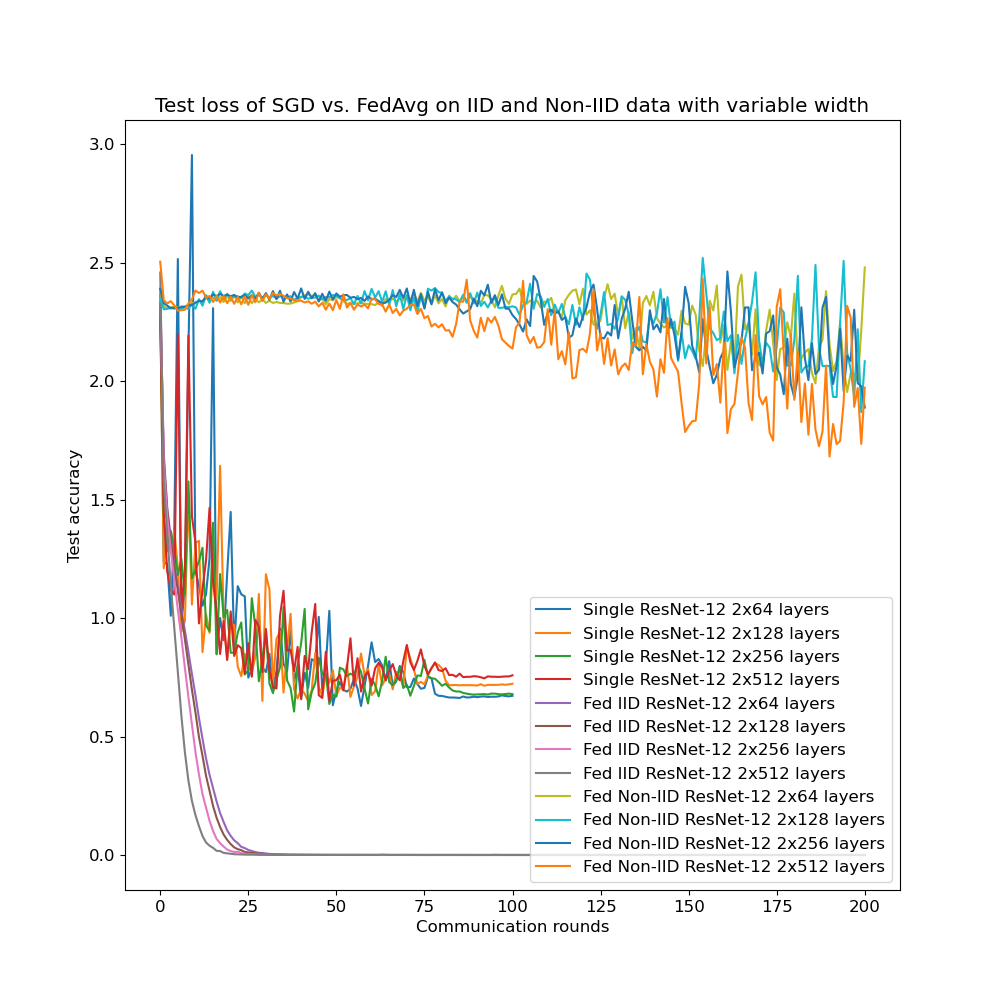 Test loss of SGD vs. FedAvg on IID and Non-IID data with variable width
3.0
2.5
2.0
1.5
1.0
0.5
0.0
Test accuracy
Single ResNet-12 2x64 layers
Single ResNet-12 2x128 layers
Single ResNet-12 2x256 layers
Single ResNet-12 2x512 layers
Fed IID ResNet-12 2x64 layers
Fed IID ResNet-12 2x128 layers
Fed IID ResNet-12 2x256 layers
Fed IID ResNet-12 2x512 layers
Fed Non-IID ResNet-12 2x64 layers
Fed Non-IID ResNet-12 2x128 layers
Fed Non-IID ResNet-12 2x256 layers
Fed Non-IID ResNet-12 2x512 layers
0 25 50 75 100 125 150 175 200
Communication rounds